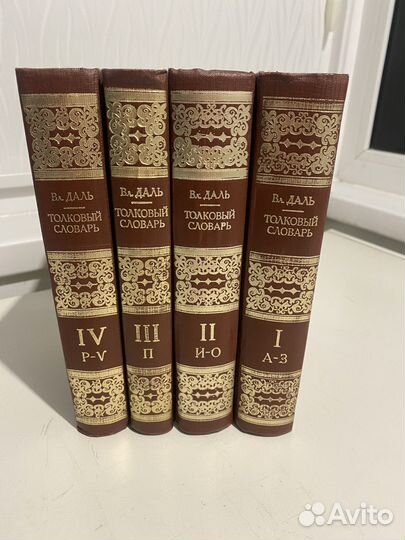 Вл. ДАЛЬ
ТОЛКОВЫЙ
СЛОВАРЬ
IV
Р-Ѵ
Вл. ДАЛЬ
ТОЛКОВЫЙ
СЛОВАРЬ
III
П
Вл. ДАЛЬ
ТОЛКОВЫЙ
СЛОВАРЬ
II
И-О
Вл. ДАЛЬ
ТОЛКОВЫЙ
СЛОВАРЬ
I
А-З
Avito